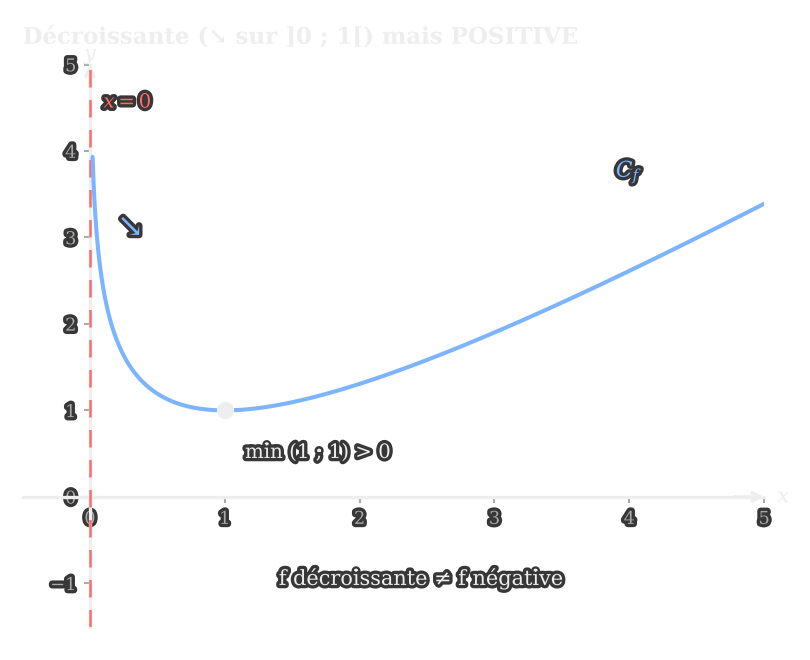 Décroissante (↘ sur ]0 ; 1[) mais POSITIVE
y
5
x = 0
4
C_f
↘
3
2
1
min (1 ; 1) > 0
0
x
0 1 2 3 4 5
f décroissante ≠ f négative
−1